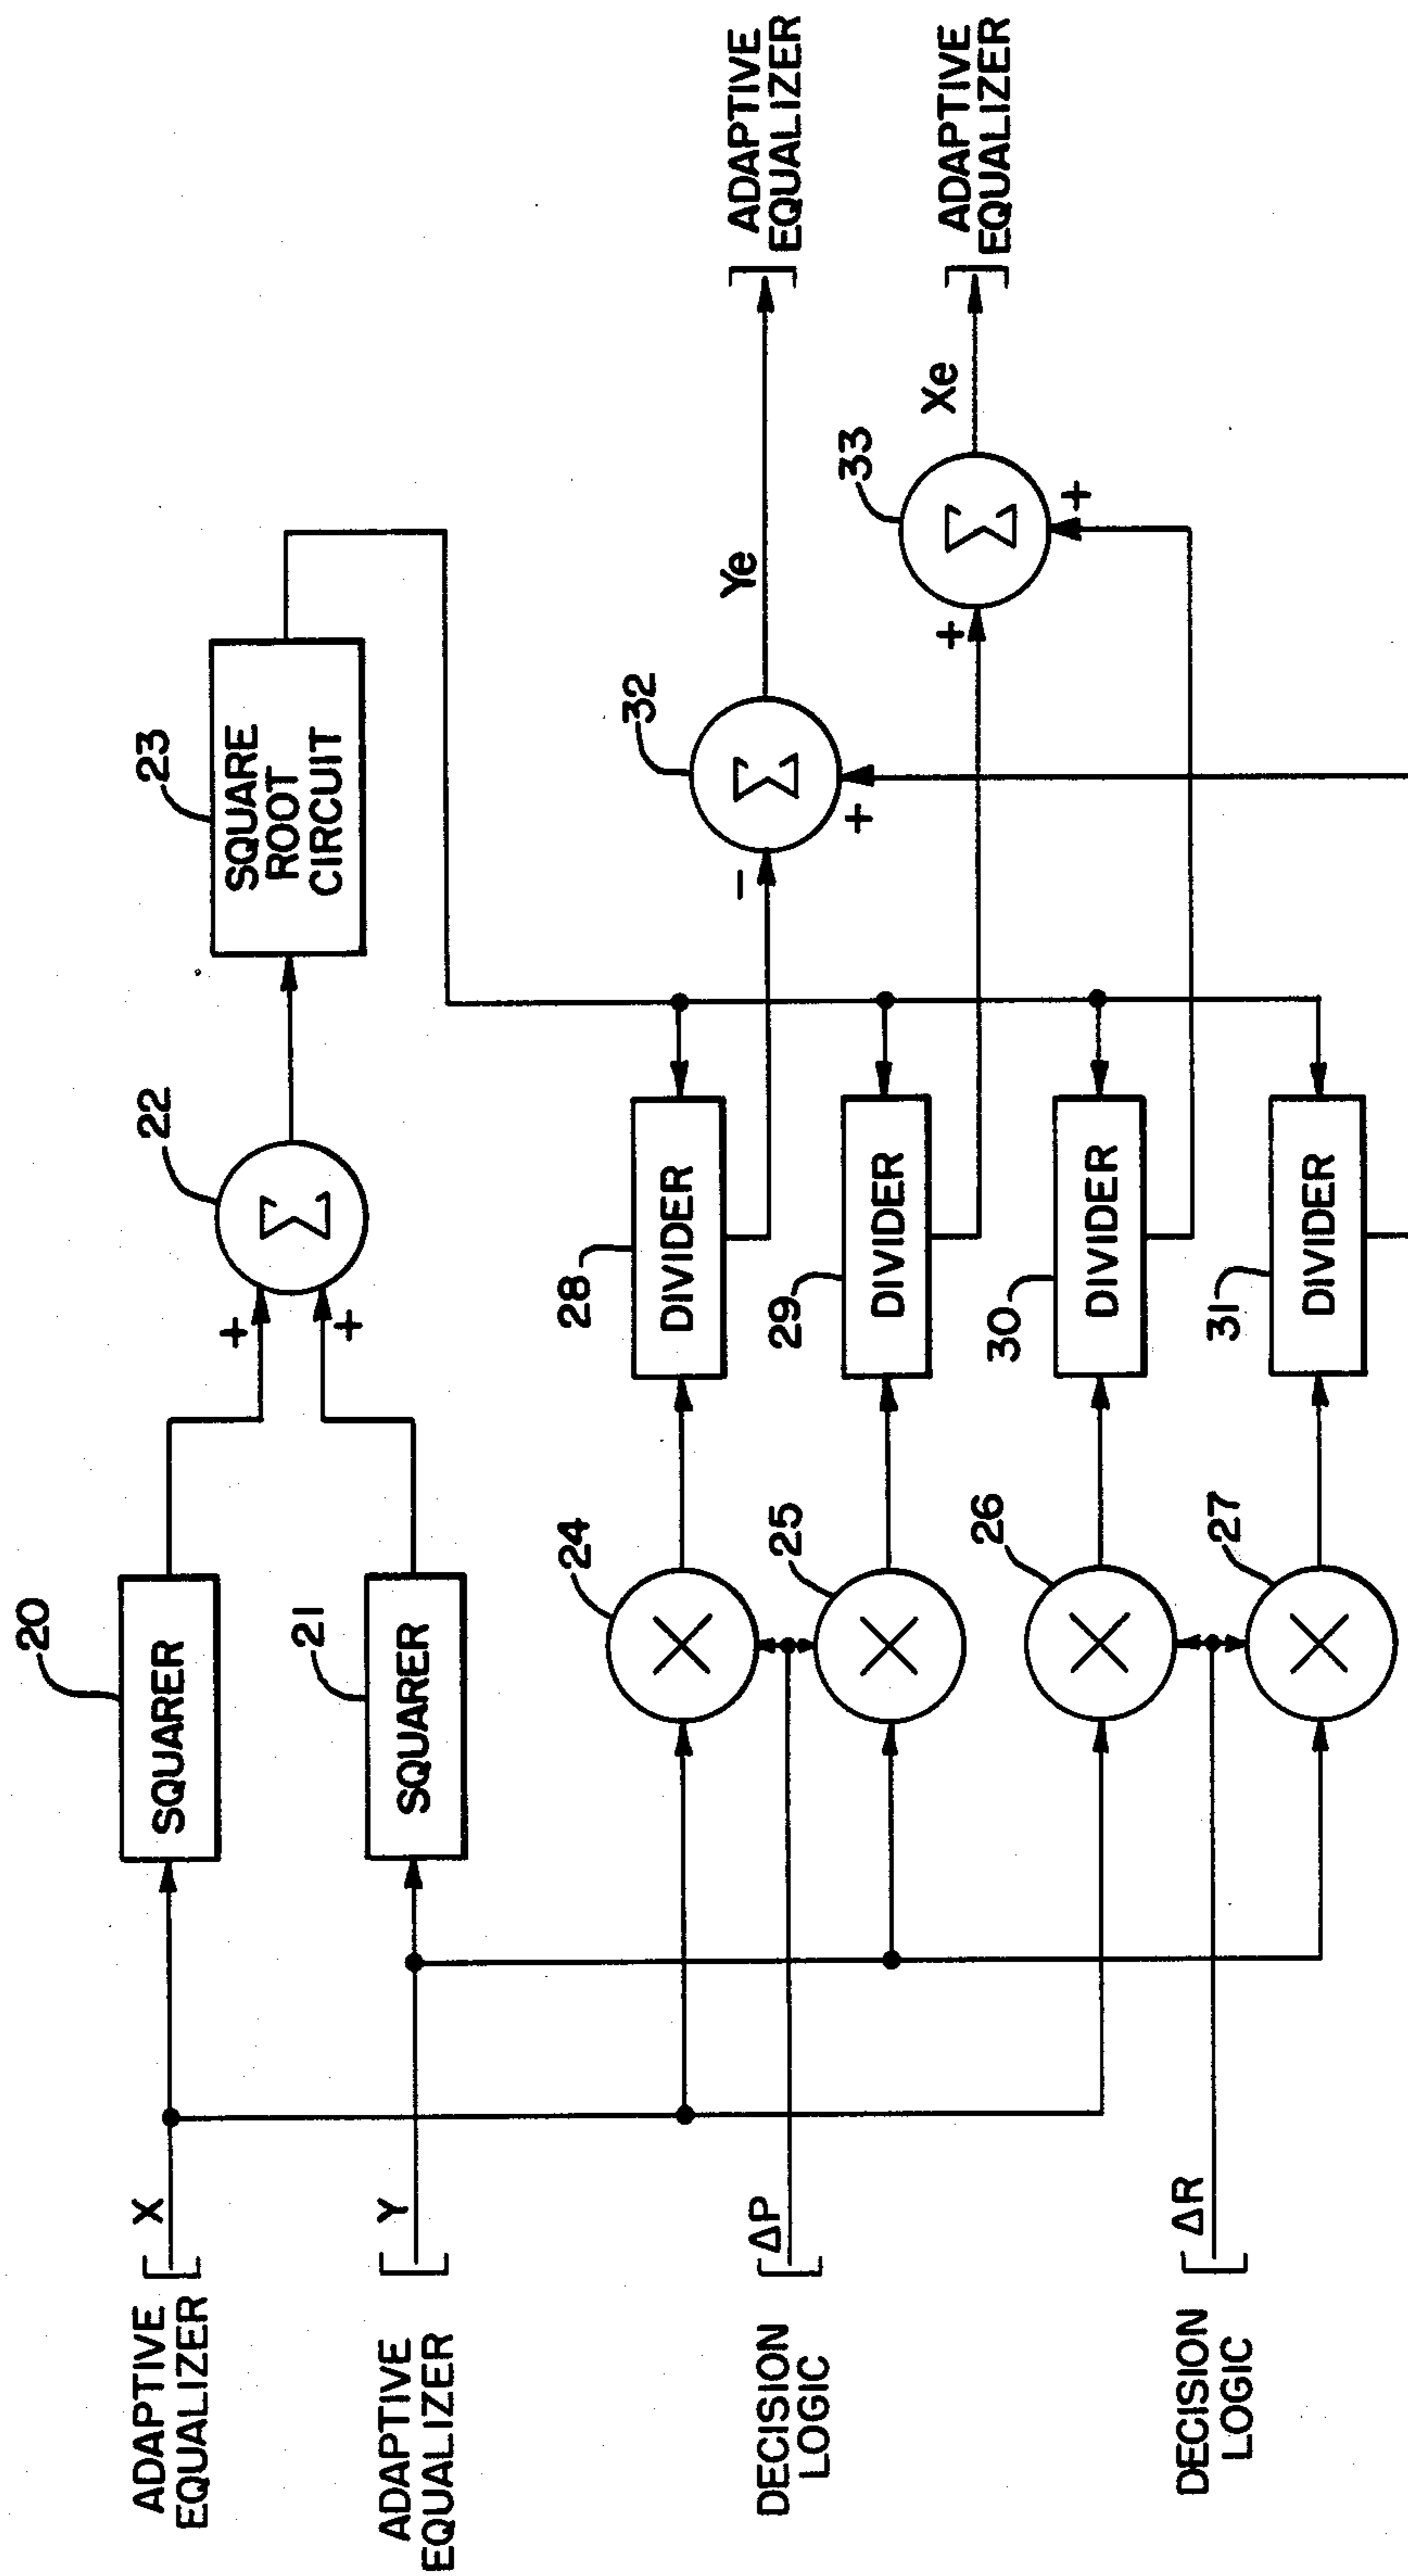 ADAPTIVE
EQUALIZER
X
20
SQUARER
22
+
+
Σ
23
SQUARE
ROOT
CIRCUIT
ADAPTIVE
EQUALIZER
Y
21
SQUARER
DECISION
LOGIC
ΔP
24
X
28
DIVIDER
32
-
+
Σ
Ye
ADAPTIVE
EQUALIZER
25
X
29
DIVIDER
33
+
+
Σ
Xe
ADAPTIVE
EQUALIZER
DECISION
LOGIC
ΔR
26
X
30
DIVIDER
27
X
31
DIVIDER